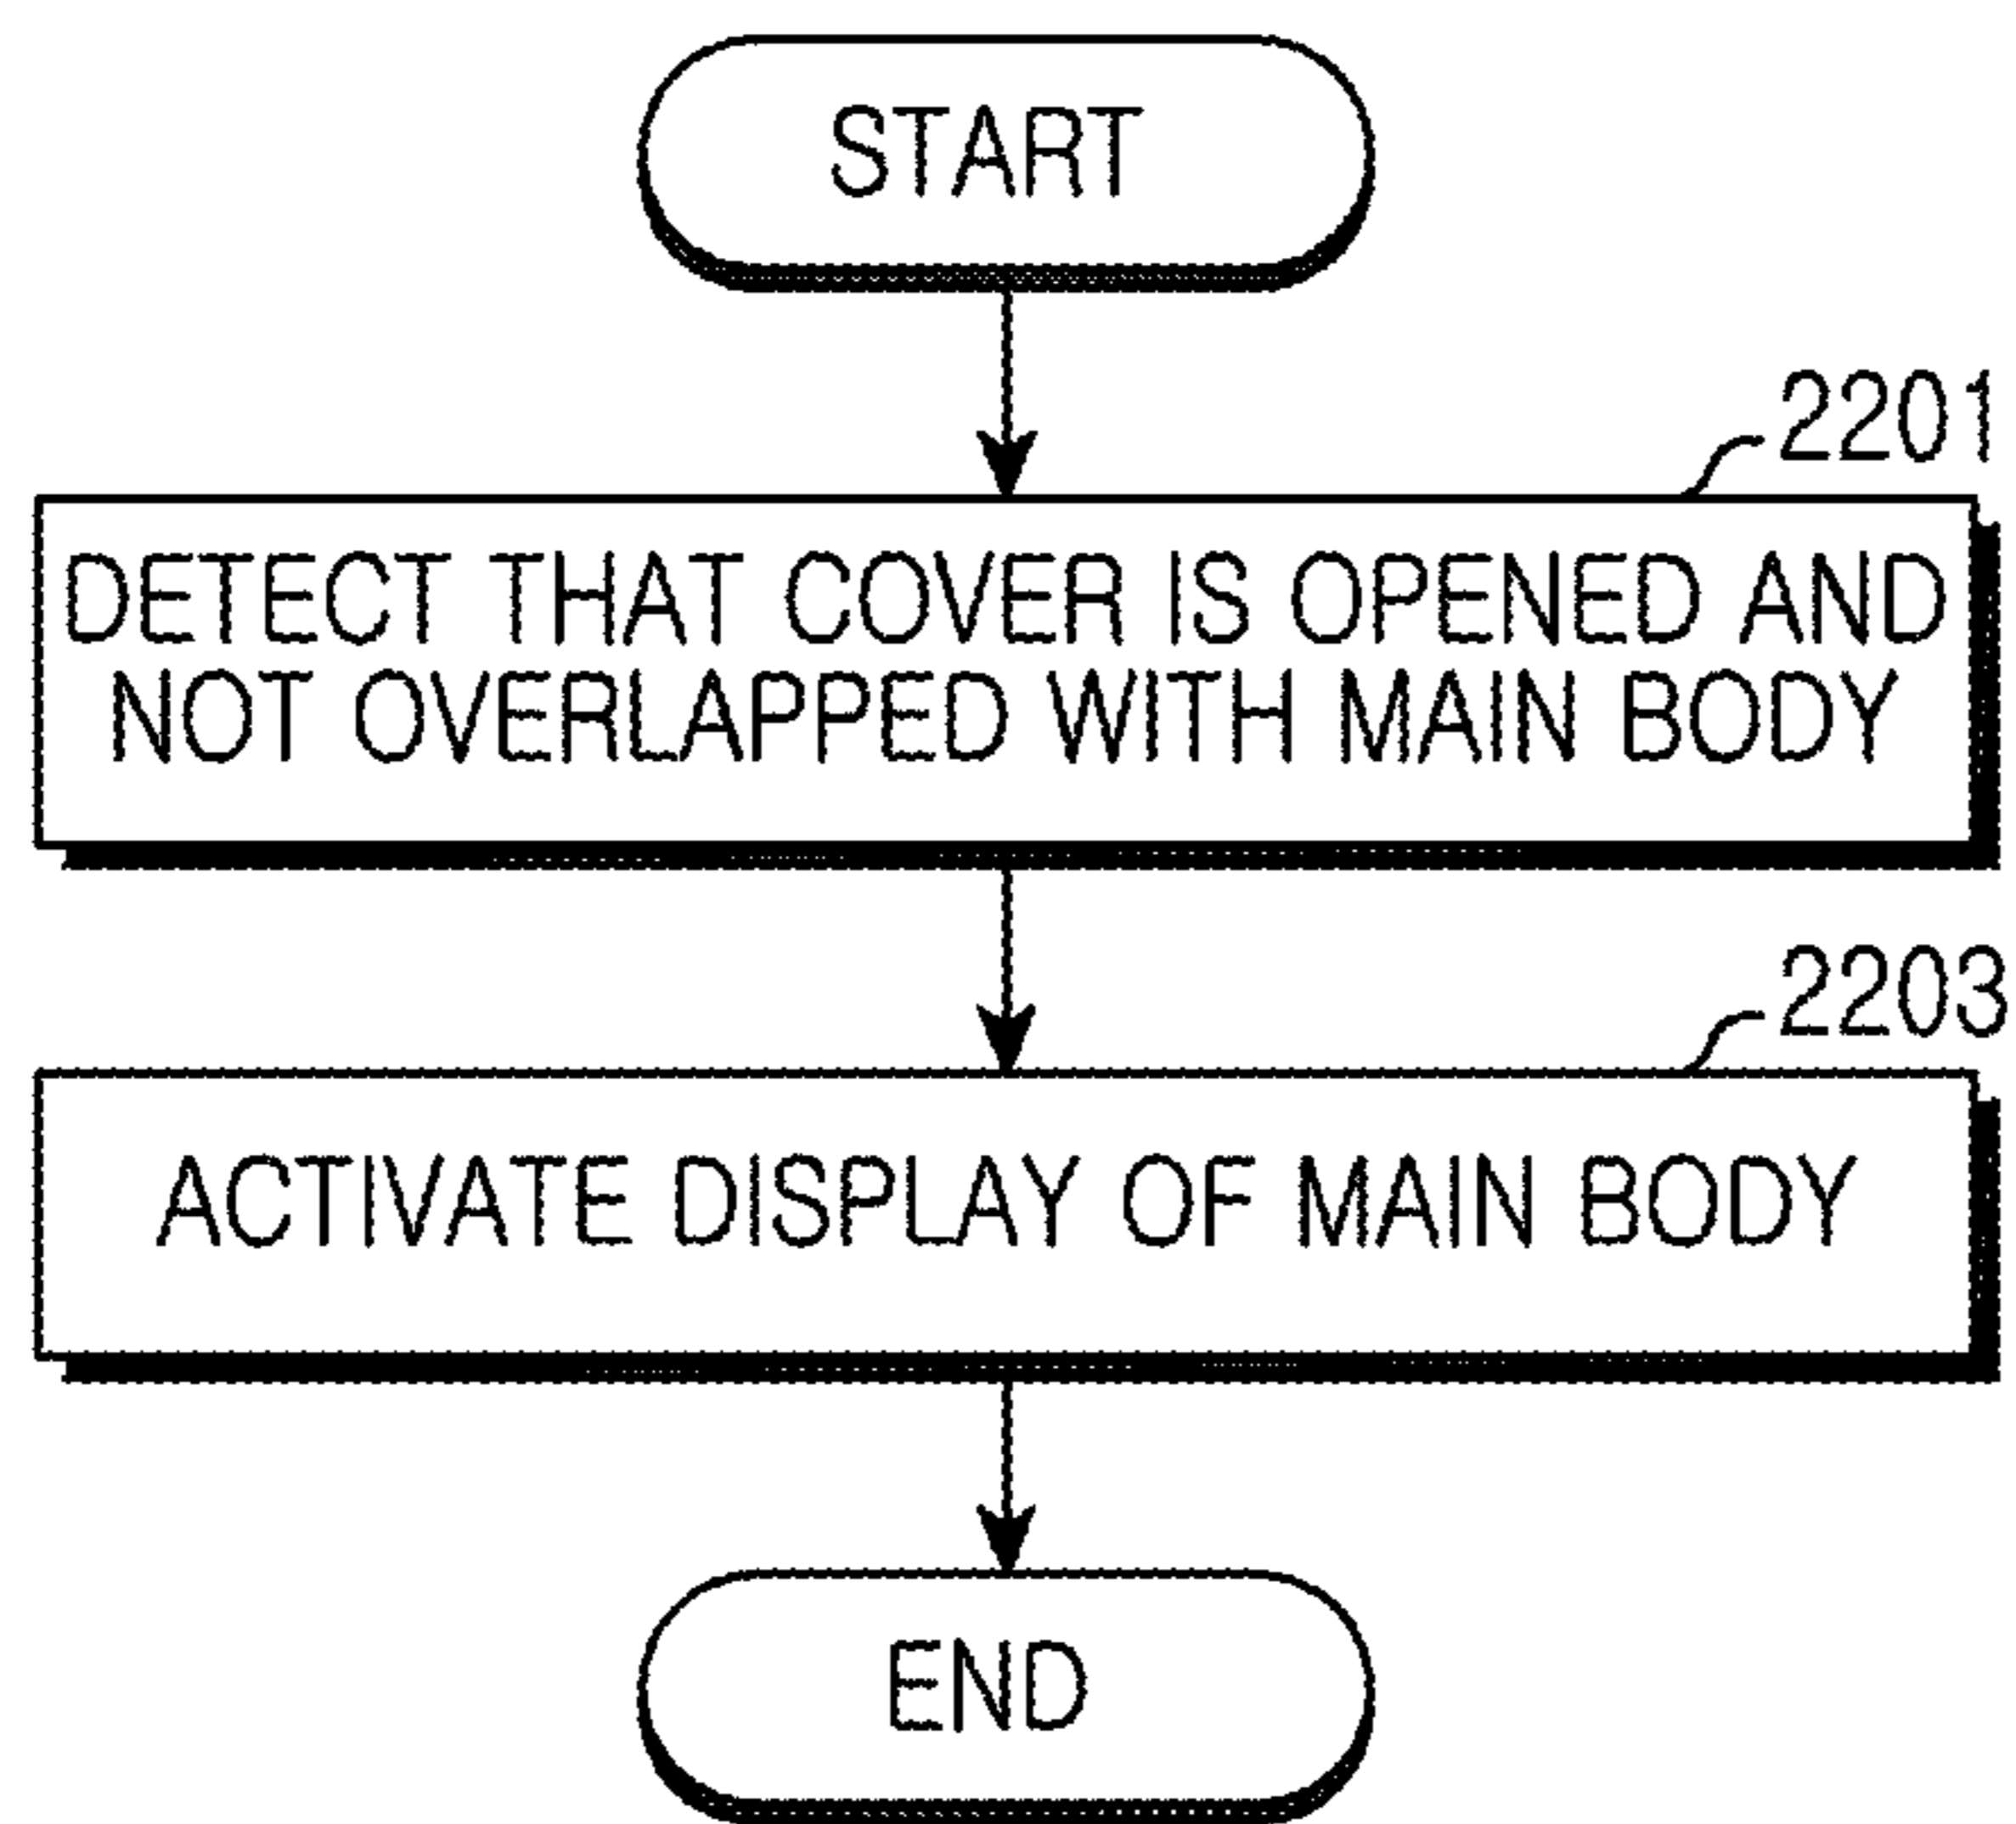 START
2201
DETECT THAT COVER IS OPENED AND
NOT OVERLAPPED WITH MAIN BODY
2203
ACTIVATE DISPLAY OF MAIN BODY
END